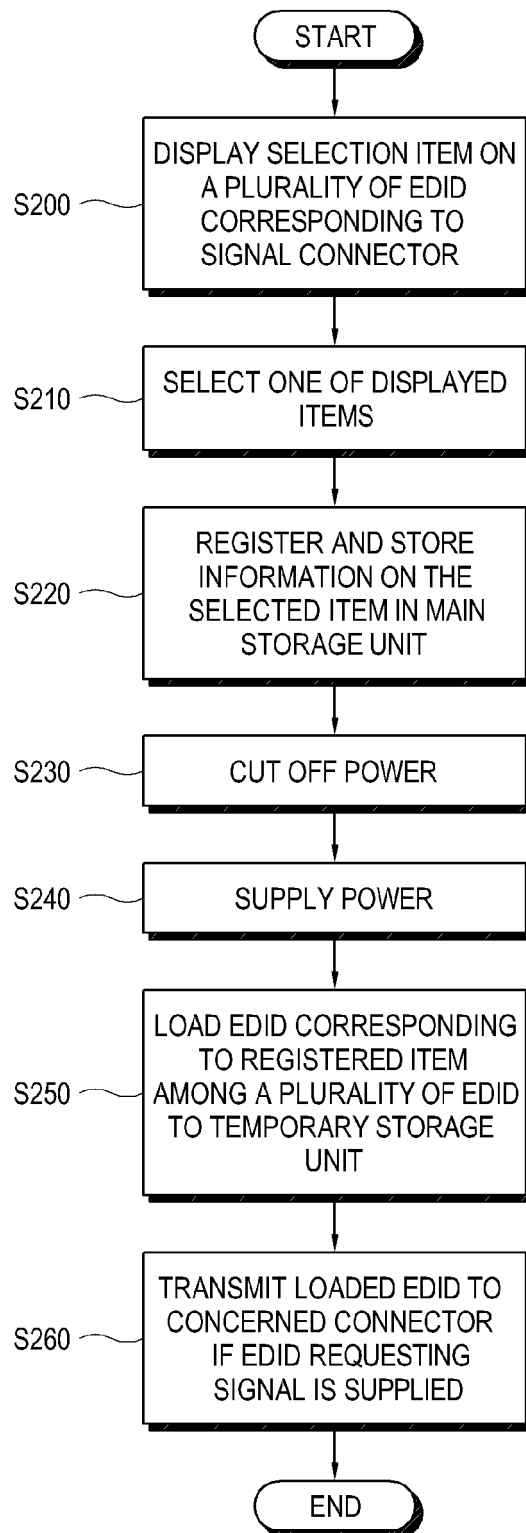 START
S200
DISPLAY SELECTION ITEM ON
A PLURALITY OF EDID
CORRESPONDING TO
SIGNAL CONNECTOR
S210
SELECT ONE OF DISPLAYED
ITEMS
S220
REGISTER AND STORE
INFORMATION ON THE
SELECTED ITEM IN MAIN
STORAGE UNIT
S230
CUT OFF POWER
S240
SUPPLY POWER
S250
LOAD EDID CORRESPONDING
TO REGISTERED ITEM
AMONG A PLURALITY OF EDID
TO TEMPORARY STORAGE
UNIT
S260
TRANSMIT LOADED EDID TO
CONCERNED CONNECTOR
IF EDID REQUESTING
SIGNAL IS SUPPLIED
END